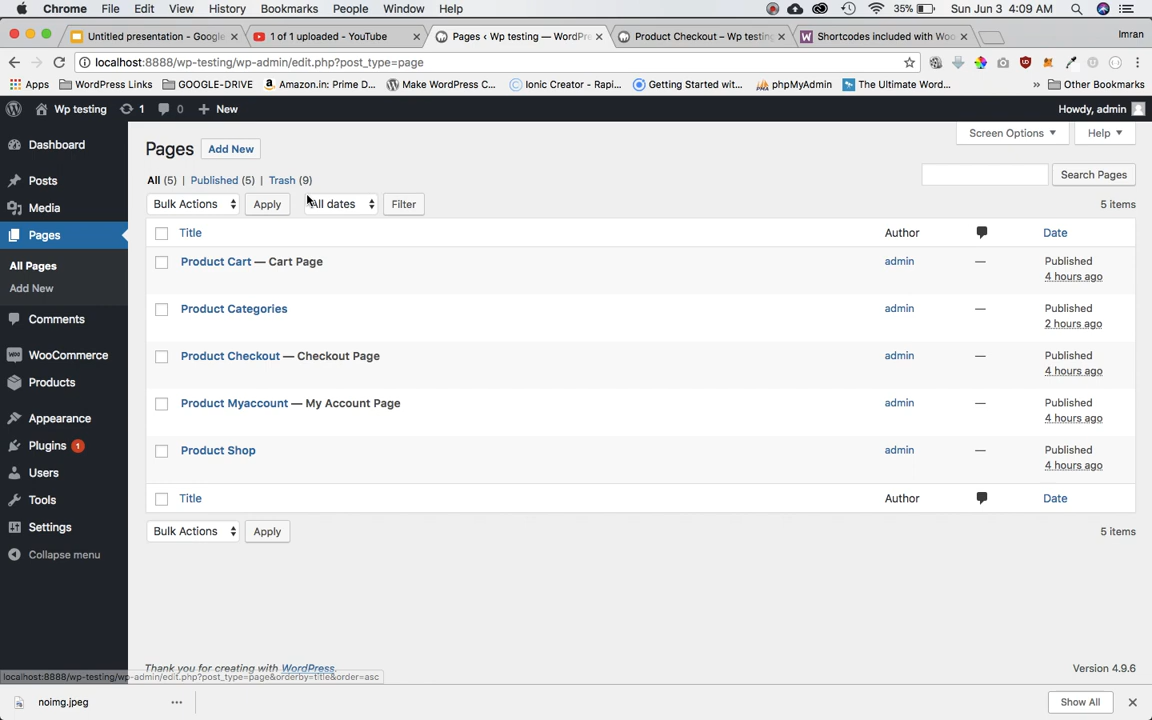 Chrome File Edit View History Bookmarks People Window Help 35% Sun Jun 3 4:09 AM
Untitled presentation - Google 1 of 1 uploaded - YouTube Pages ‹ Wp testing — WordPre Product Checkout – Wp testing Shortcodes included with Woo Imran
localhost:8888/wp-testing/wp-admin/edit.php?post_type=page
Apps WordPress Links GOOGLE-DRIVE Amazon.in: Prime D... Make WordPress C... Ionic Creator - Rapi... Getting Started wit... phpMyAdmin The Ultimate Wor... » Other Bookmarks
Wp testing 1 0 + New Howdy, admin
Screen Options Help
Pages Add New
All (5) | Published (5) | Trash (9)
Search Pages
Bulk Actions Apply All dates Filter 5 items
Title Author Date
Product Cart — Cart Page admin — Published
4 hours ago
Product Categories admin — Published
2 hours ago
Product Checkout — Checkout Page admin — Published
4 hours ago
Product Myaccount — My Account Page admin — Published
4 hours ago
Product Shop admin — Published
4 hours ago
Title Author Date
Bulk Actions Apply 5 items
Dashboard
Posts
Media
Pages
All Pages
Add New
Comments
WooCommerce
Products
Appearance
Plugins 1
Users
Tools
Settings
Collapse menu
Thank you for creating with WordPress. Version 4.9.6
localhost:8888/wp-testing/wp-admin/edit.php?post_type=page&orderby=title&order=asc
noimg.jpeg Show All